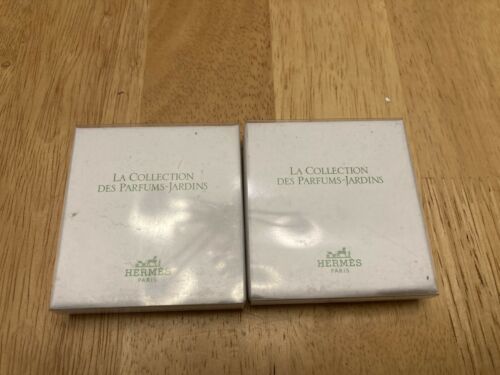 LA COLLECTION
DES PARFUMS-JARDINS
HERMÈS
PARIS
LA COLLECTION
DES PARFUMS-JARDINS
HERMÈS
PARIS